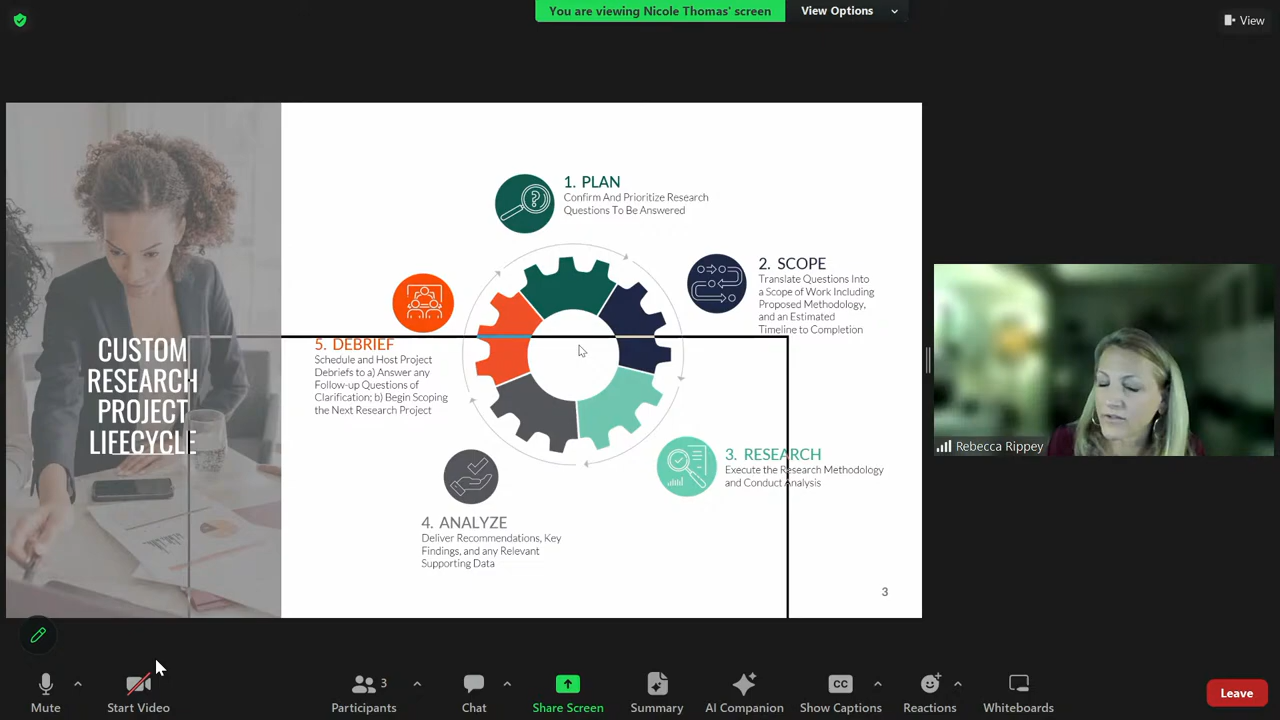 You are viewing Nicole Thomas' screen
View Options
View
CUSTOM
RESEARCH
PROJECT
LIFECYCLE
1. PLAN
Confirm And Prioritize Research
Questions To Be Answered
2. SCOPE
Translate Questions Into
a Scope of Work Including
Proposed Methodology,
and an Estimated
Timeline to Completion
3. RESEARCH
Execute the Research Methodology
and Conduct Analysis
4. ANALYZE
Deliver Recommendations, Key
Findings, and any Relevant
Supporting Data
5. DEBRIEF
Schedule and Host Project
Debriefs to a) Answer any
Follow-up Questions of
Clarification; b) Begin Scoping
the Next Research Project
3
Rebecca Rippey
Mute
Start Video
Participants
3
Chat
Share Screen
Summary
AI Companion
CC
Show Captions
Reactions
Whiteboards
Leave